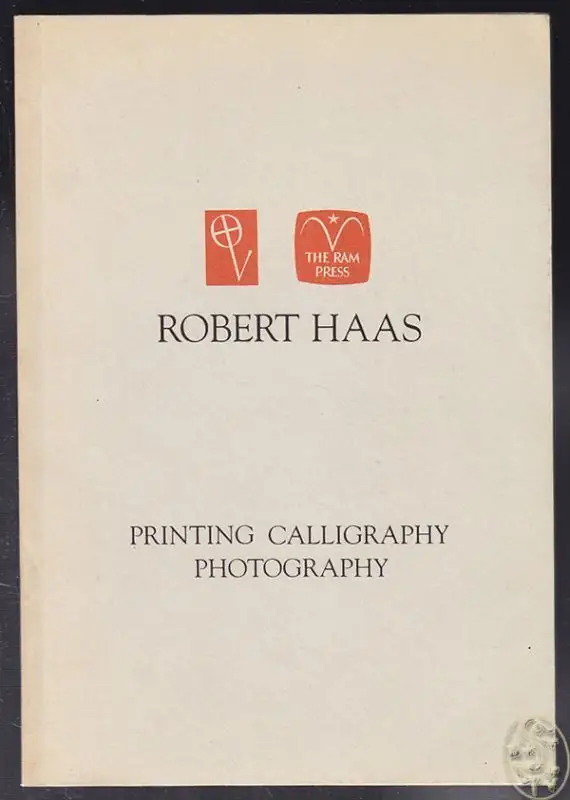 THE RAM
PRESS
ROBERT HAAS
PRINTING CALLIGRAPHY
PHOTOGRAPHY